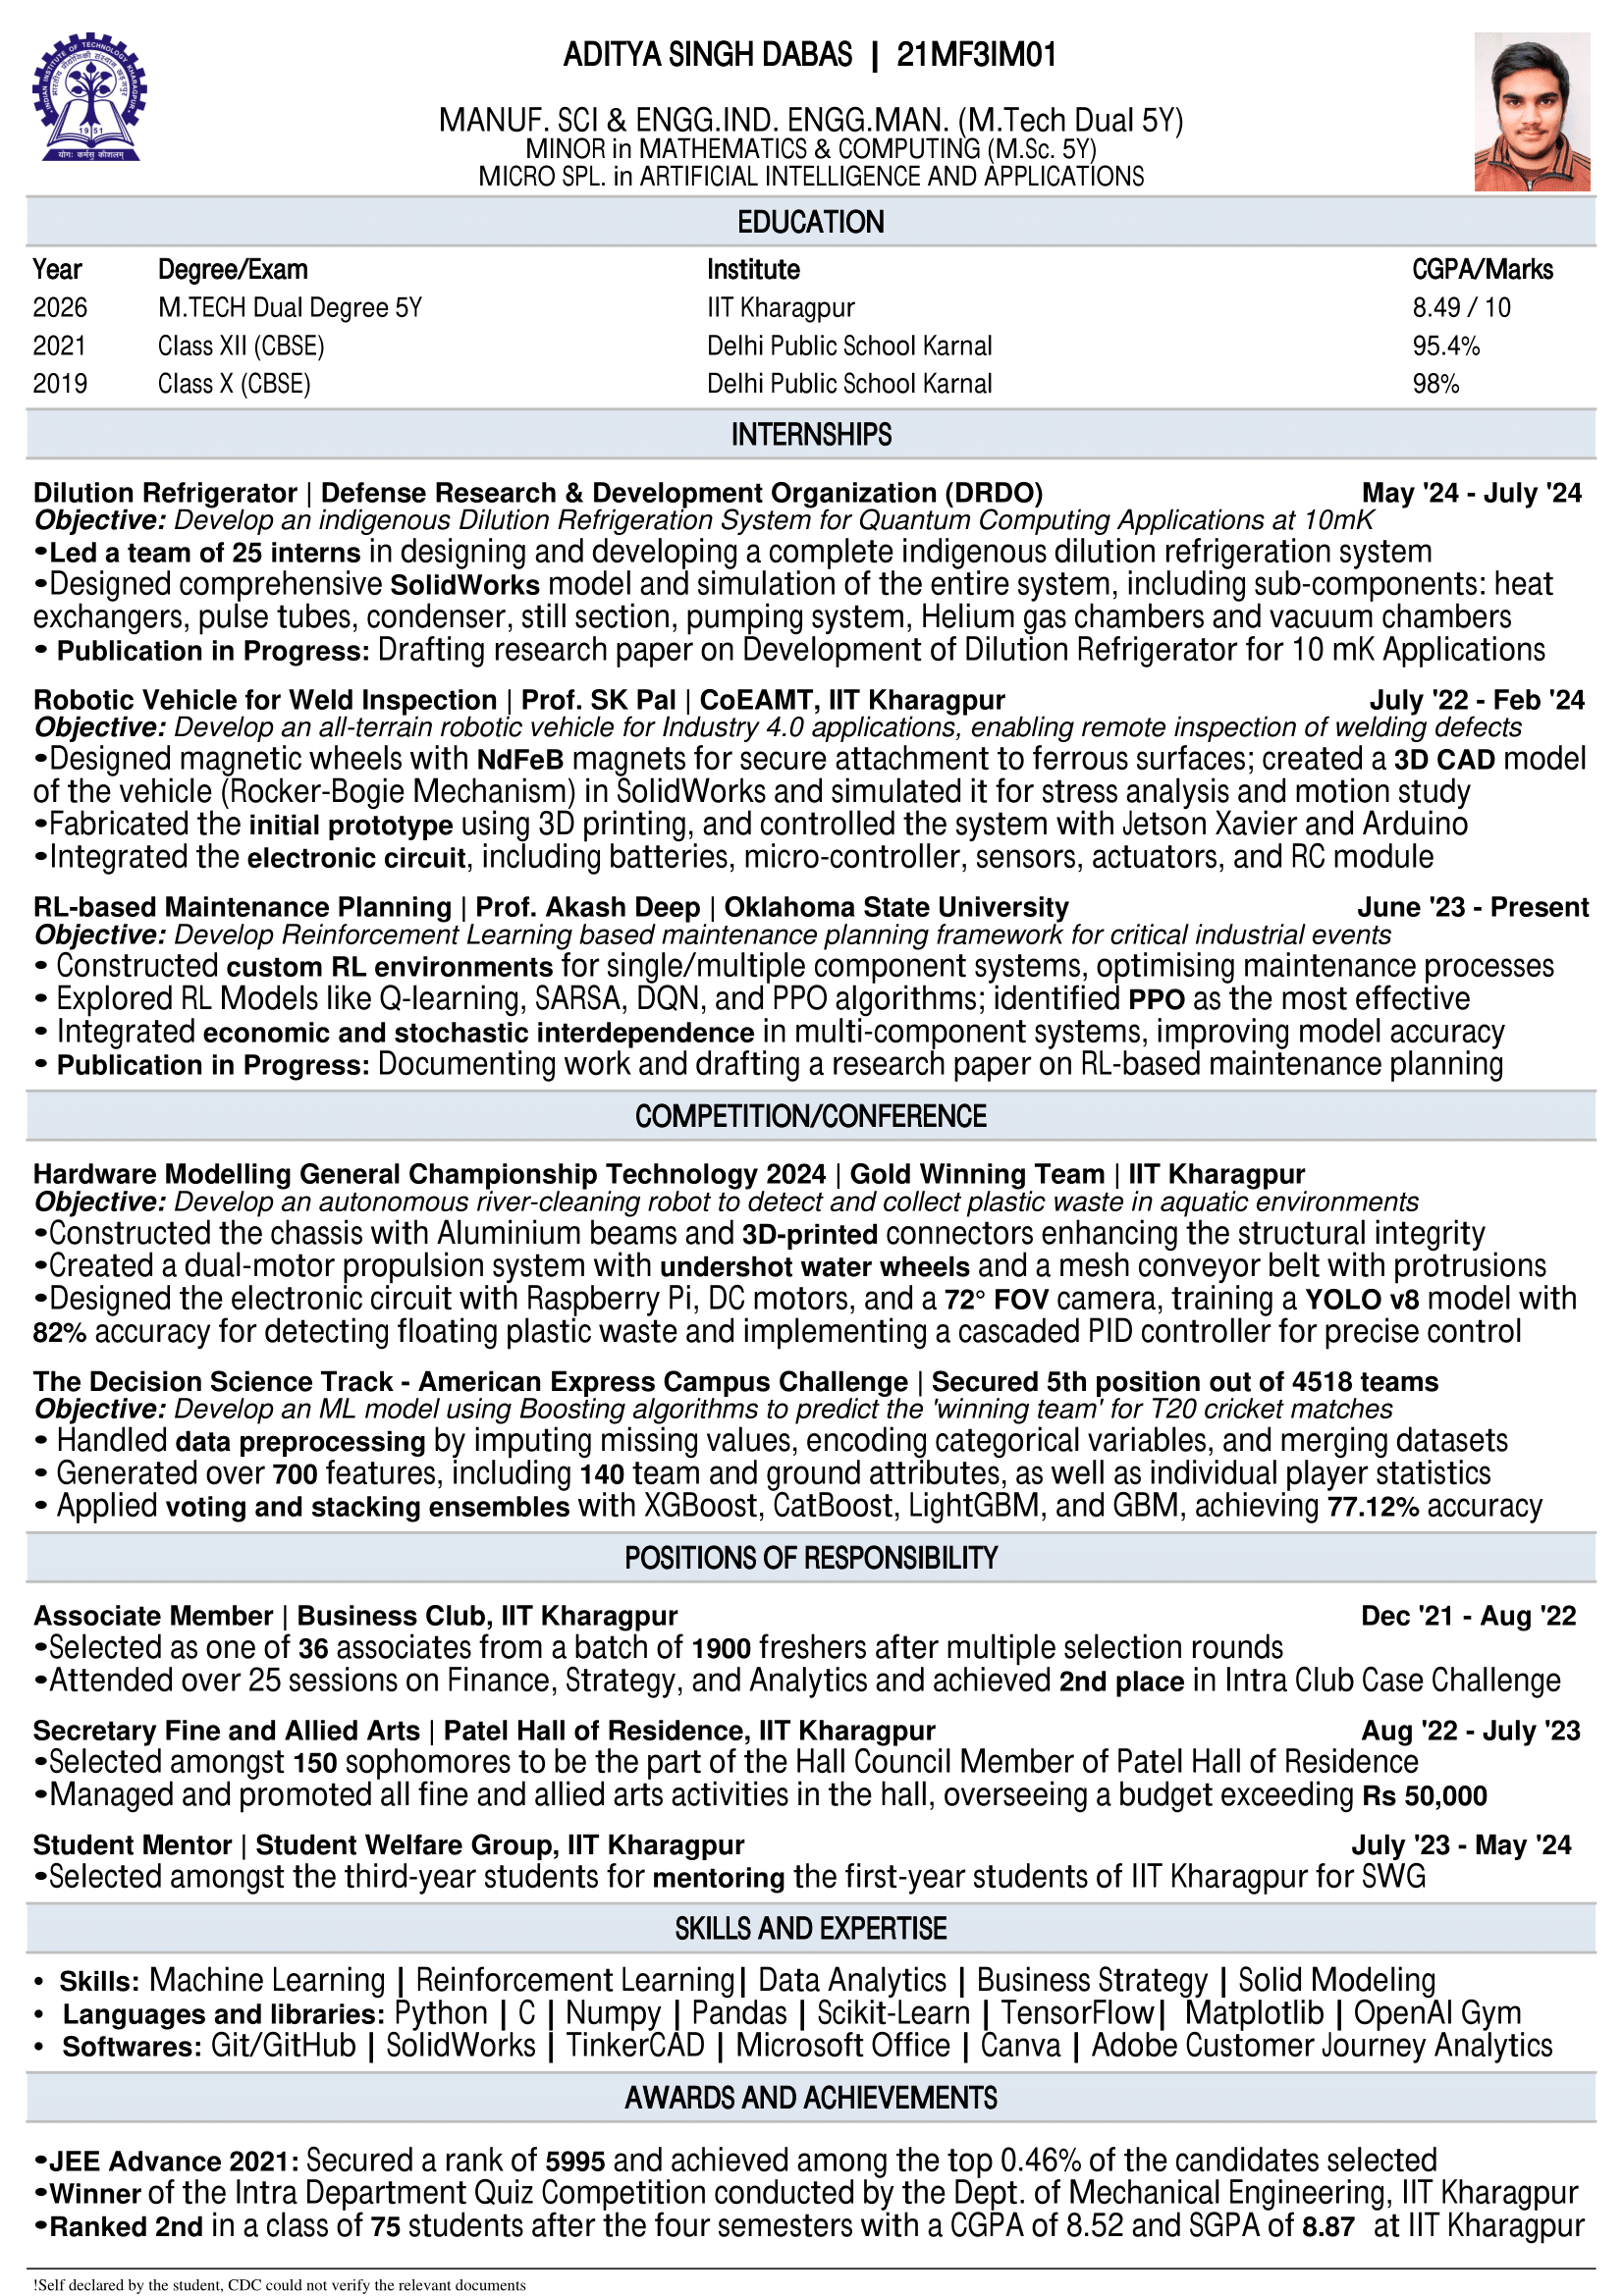 INDIAN INSTITUTE OF TECHNOLOGY KHARAGPUR
1951
योगः कर्मसु कौशलम्
ADITYA SINGH DABAS | 21MF3IM01
MANUF. SCI & ENGG.IND. ENGG.MAN. (M.Tech Dual 5Y)
MINOR in MATHEMATICS & COMPUTING (M.Sc. 5Y)
MICRO SPL. in ARTIFICIAL INTELLIGENCE AND APPLICATIONS
EDUCATION
Year Degree/Exam Institute CGPA/Marks
2026 M.TECH Dual Degree 5Y IIT Kharagpur 8.49 / 10
2021 Class XII (CBSE) Delhi Public School Karnal 95.4%
2019 Class X (CBSE) Delhi Public School Karnal 98%
INTERNSHIPS
Dilution Refrigerator | Defense Research & Development Organization (DRDO) May '24 - July '24
Objective: Develop an indigenous Dilution Refrigeration System for Quantum Computing Applications at 10mK
•Led a team of 25 interns in designing and developing a complete indigenous dilution refrigeration system
•Designed comprehensive SolidWorks model and simulation of the entire system, including sub-components: heat
exchangers, pulse tubes, condenser, still section, pumping system, Helium gas chambers and vacuum chambers
• Publication in Progress: Drafting research paper on Development of Dilution Refrigerator for 10 mK Applications
Robotic Vehicle for Weld Inspection | Prof. SK Pal | CoEAMT, IIT Kharagpur July '22 - Feb '24
Objective: Develop an all-terrain robotic vehicle for Industry 4.0 applications, enabling remote inspection of welding defects
•Designed magnetic wheels with NdFeB magnets for secure attachment to ferrous surfaces; created a 3D CAD model
of the vehicle (Rocker-Bogie Mechanism) in SolidWorks and simulated it for stress analysis and motion study
•Fabricated the initial prototype using 3D printing, and controlled the system with Jetson Xavier and Arduino
•Integrated the electronic circuit, including batteries, micro-controller, sensors, actuators, and RC module
RL-based Maintenance Planning | Prof. Akash Deep | Oklahoma State University June '23 - Present
Objective: Develop Reinforcement Learning based maintenance planning framework for critical industrial events
• Constructed custom RL environments for single/multiple component systems, optimising maintenance processes
• Explored RL Models like Q-learning, SARSA, DQN, and PPO algorithms; identified PPO as the most effective
• Integrated economic and stochastic interdependence in multi-component systems, improving model accuracy
• Publication in Progress: Documenting work and drafting a research paper on RL-based maintenance planning
COMPETITION/CONFERENCE
Hardware Modelling General Championship Technology 2024 | Gold Winning Team | IIT Kharagpur
Objective: Develop an autonomous river-cleaning robot to detect and collect plastic waste in aquatic environments
•Constructed the chassis with Aluminium beams and 3D-printed connectors enhancing the structural integrity
•Created a dual-motor propulsion system with undershot water wheels and a mesh conveyor belt with protrusions
•Designed the electronic circuit with Raspberry Pi, DC motors, and a 72° FOV camera, training a YOLO v8 model with
82% accuracy for detecting floating plastic waste and implementing a cascaded PID controller for precise control
The Decision Science Track - American Express Campus Challenge | Secured 5th position out of 4518 teams
Objective: Develop an ML model using Boosting algorithms to predict the 'winning team' for T20 cricket matches
• Handled data preprocessing by imputing missing values, encoding categorical variables, and merging datasets
• Generated over 700 features, including 140 team and ground attributes, as well as individual player statistics
• Applied voting and stacking ensembles with XGBoost, CatBoost, LightGBM, and GBM, achieving 77.12% accuracy
POSITIONS OF RESPONSIBILITY
Associate Member | Business Club, IIT Kharagpur Dec '21 - Aug '22
•Selected as one of 36 associates from a batch of 1900 freshers after multiple selection rounds
•Attended over 25 sessions on Finance, Strategy, and Analytics and achieved 2nd place in Intra Club Case Challenge
Secretary Fine and Allied Arts | Patel Hall of Residence, IIT Kharagpur Aug '22 - July '23
•Selected amongst 150 sophomores to be the part of the Hall Council Member of Patel Hall of Residence
•Managed and promoted all fine and allied arts activities in the hall, overseeing a budget exceeding Rs 50,000
Student Mentor | Student Welfare Group, IIT Kharagpur July '23 - May '24
•Selected amongst the third-year students for mentoring the first-year students of IIT Kharagpur for SWG
SKILLS AND EXPERTISE
• Skills: Machine Learning | Reinforcement Learning| Data Analytics | Business Strategy | Solid Modeling
• Languages and libraries: Python | C | Numpy | Pandas | Scikit-Learn | TensorFlow| Matplotlib | OpenAI Gym
• Softwares: Git/GitHub | SolidWorks | TinkerCAD | Microsoft Office | Canva | Adobe Customer Journey Analytics
AWARDS AND ACHIEVEMENTS
•JEE Advance 2021: Secured a rank of 5995 and achieved among the top 0.46% of the candidates selected
•Winner of the Intra Department Quiz Competition conducted by the Dept. of Mechanical Engineering, IIT Kharagpur
•Ranked 2nd in a class of 75 students after the four semesters with a CGPA of 8.52 and SGPA of 8.87 at IIT Kharagpur
!Self declared by the student, CDC could not verify the relevant documents